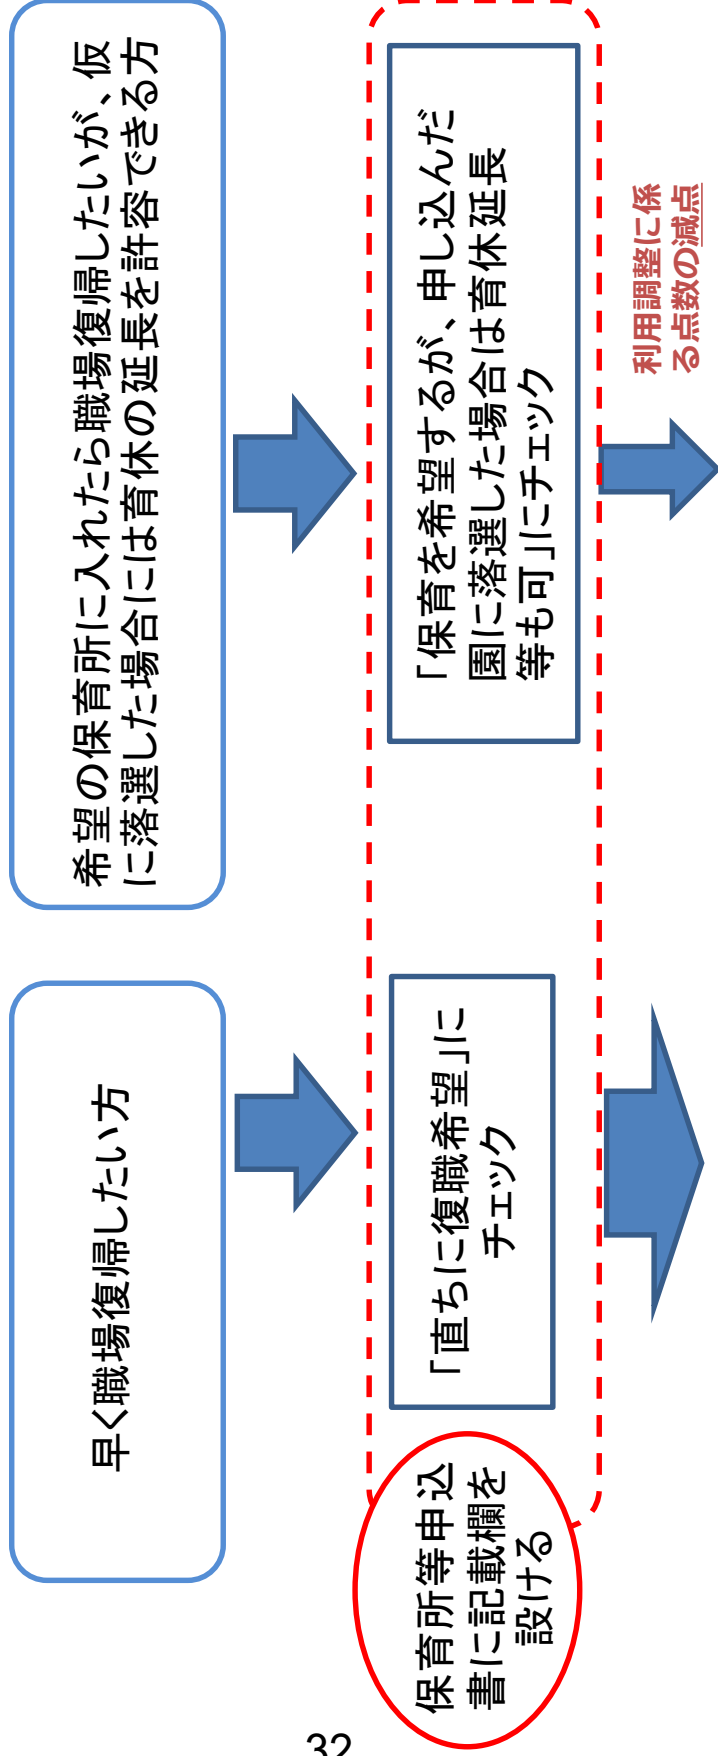 早く職場復帰したい方
希望の保育所に入れたら職場復帰したいが、仮
に落選した場合には育休の延長を許容できる方
保育所等申込
書に記載欄を
設ける
「直ちに復職希望」に
チェック
「保育を希望するが、申し込んだ
園に落選した場合は育休延長
等も可」にチェック
利用調整に係
る点数の減点
32